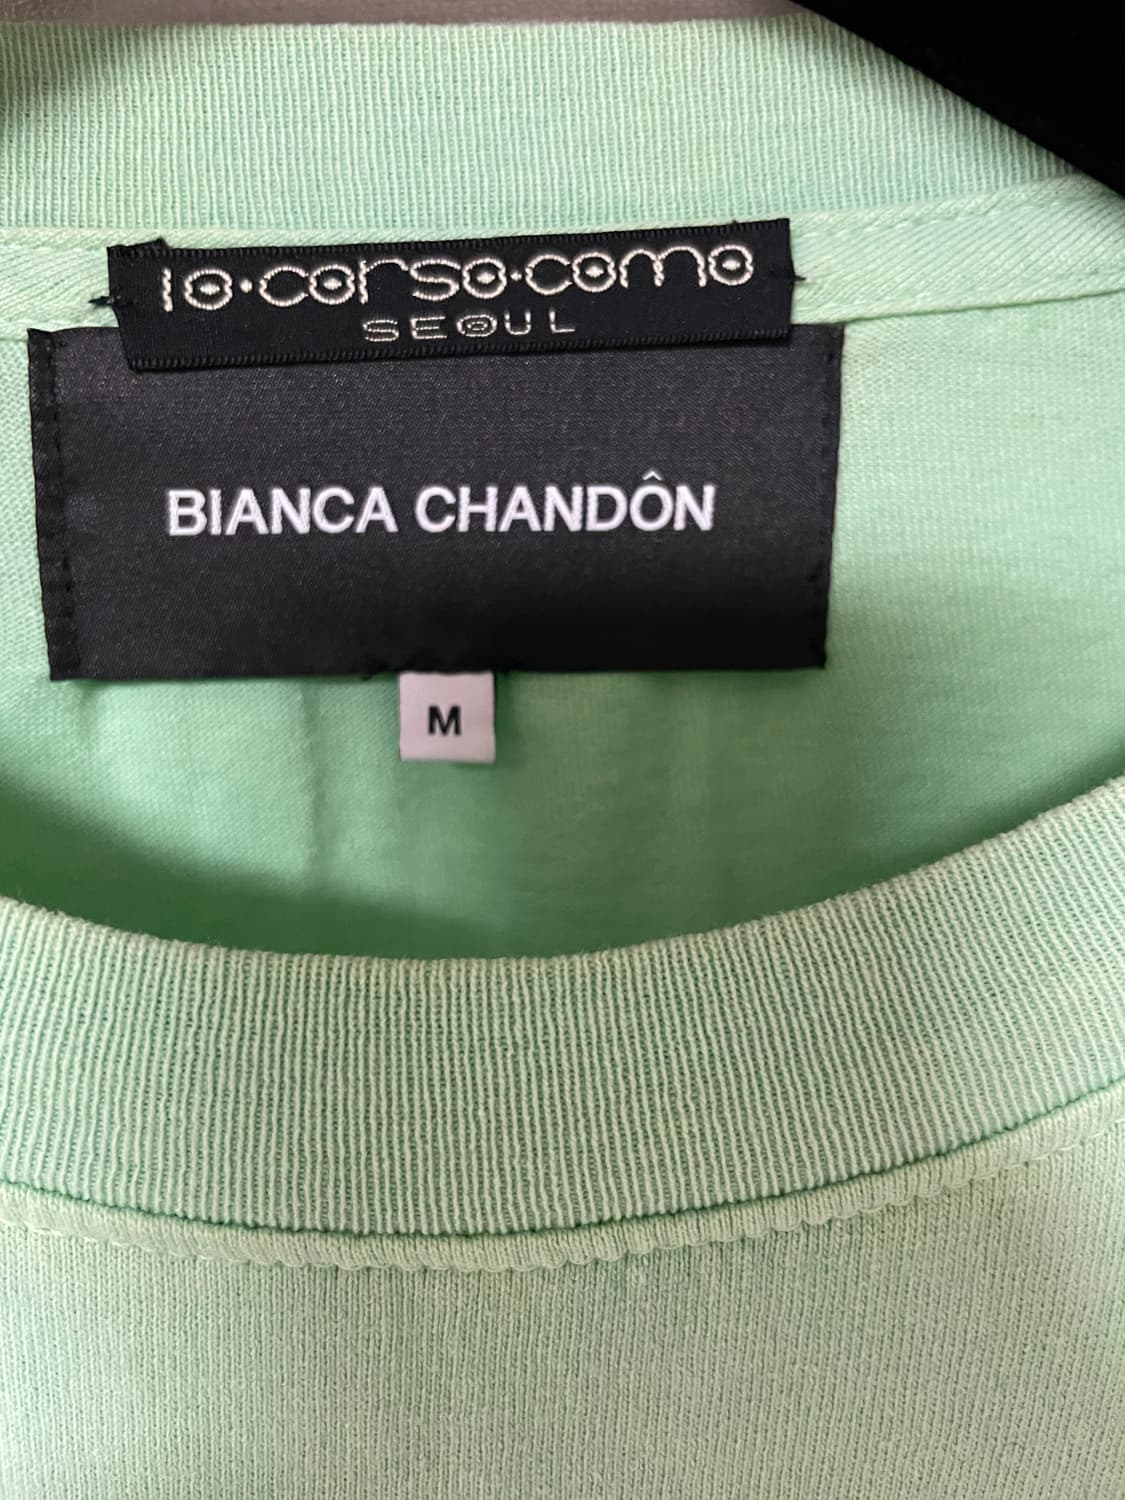 10·corso·como
SEOUL
BIANCA CHANDÔN
M